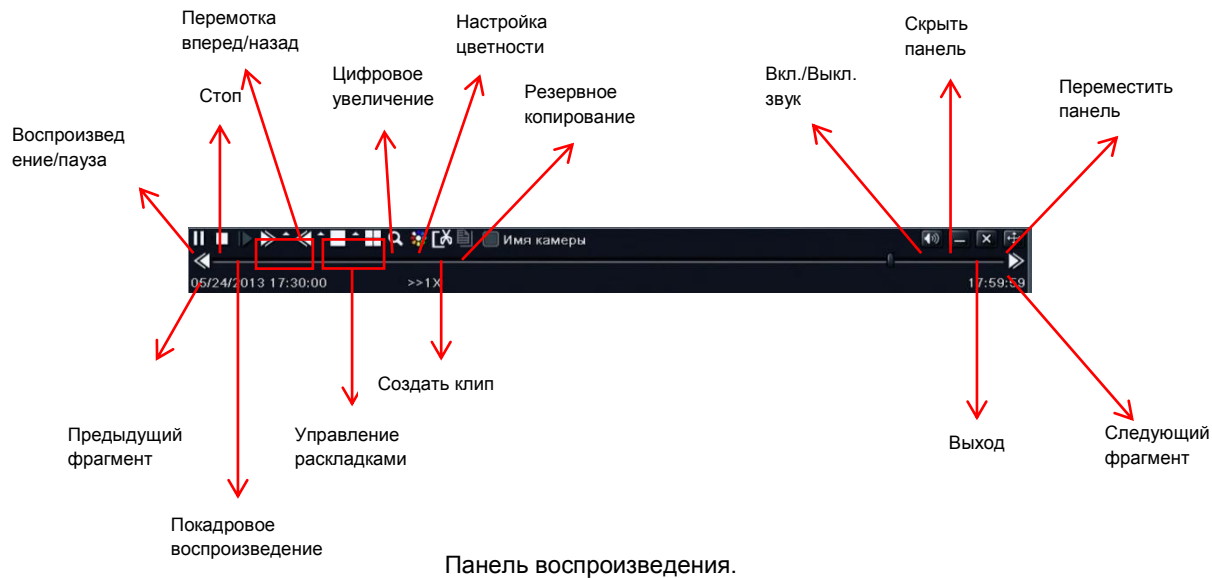 Перемотка
вперед/назад
Настройка
цветности
Скрыть
панель
Стоп
Цифровое
увеличение
Резервное
копирование
Вкл./Выкл.
звук
Переместить
панель
Воспроизвед
ение/пауза
Имя камеры
05/24/2013 17:30:00
>>1X
17:59:59
Создать клип
Предыдущий
фрагмент
Управление
раскладками
Выход
Следующий
фрагмент
Покадровое
воспроизведение
Панель воспроизведения.